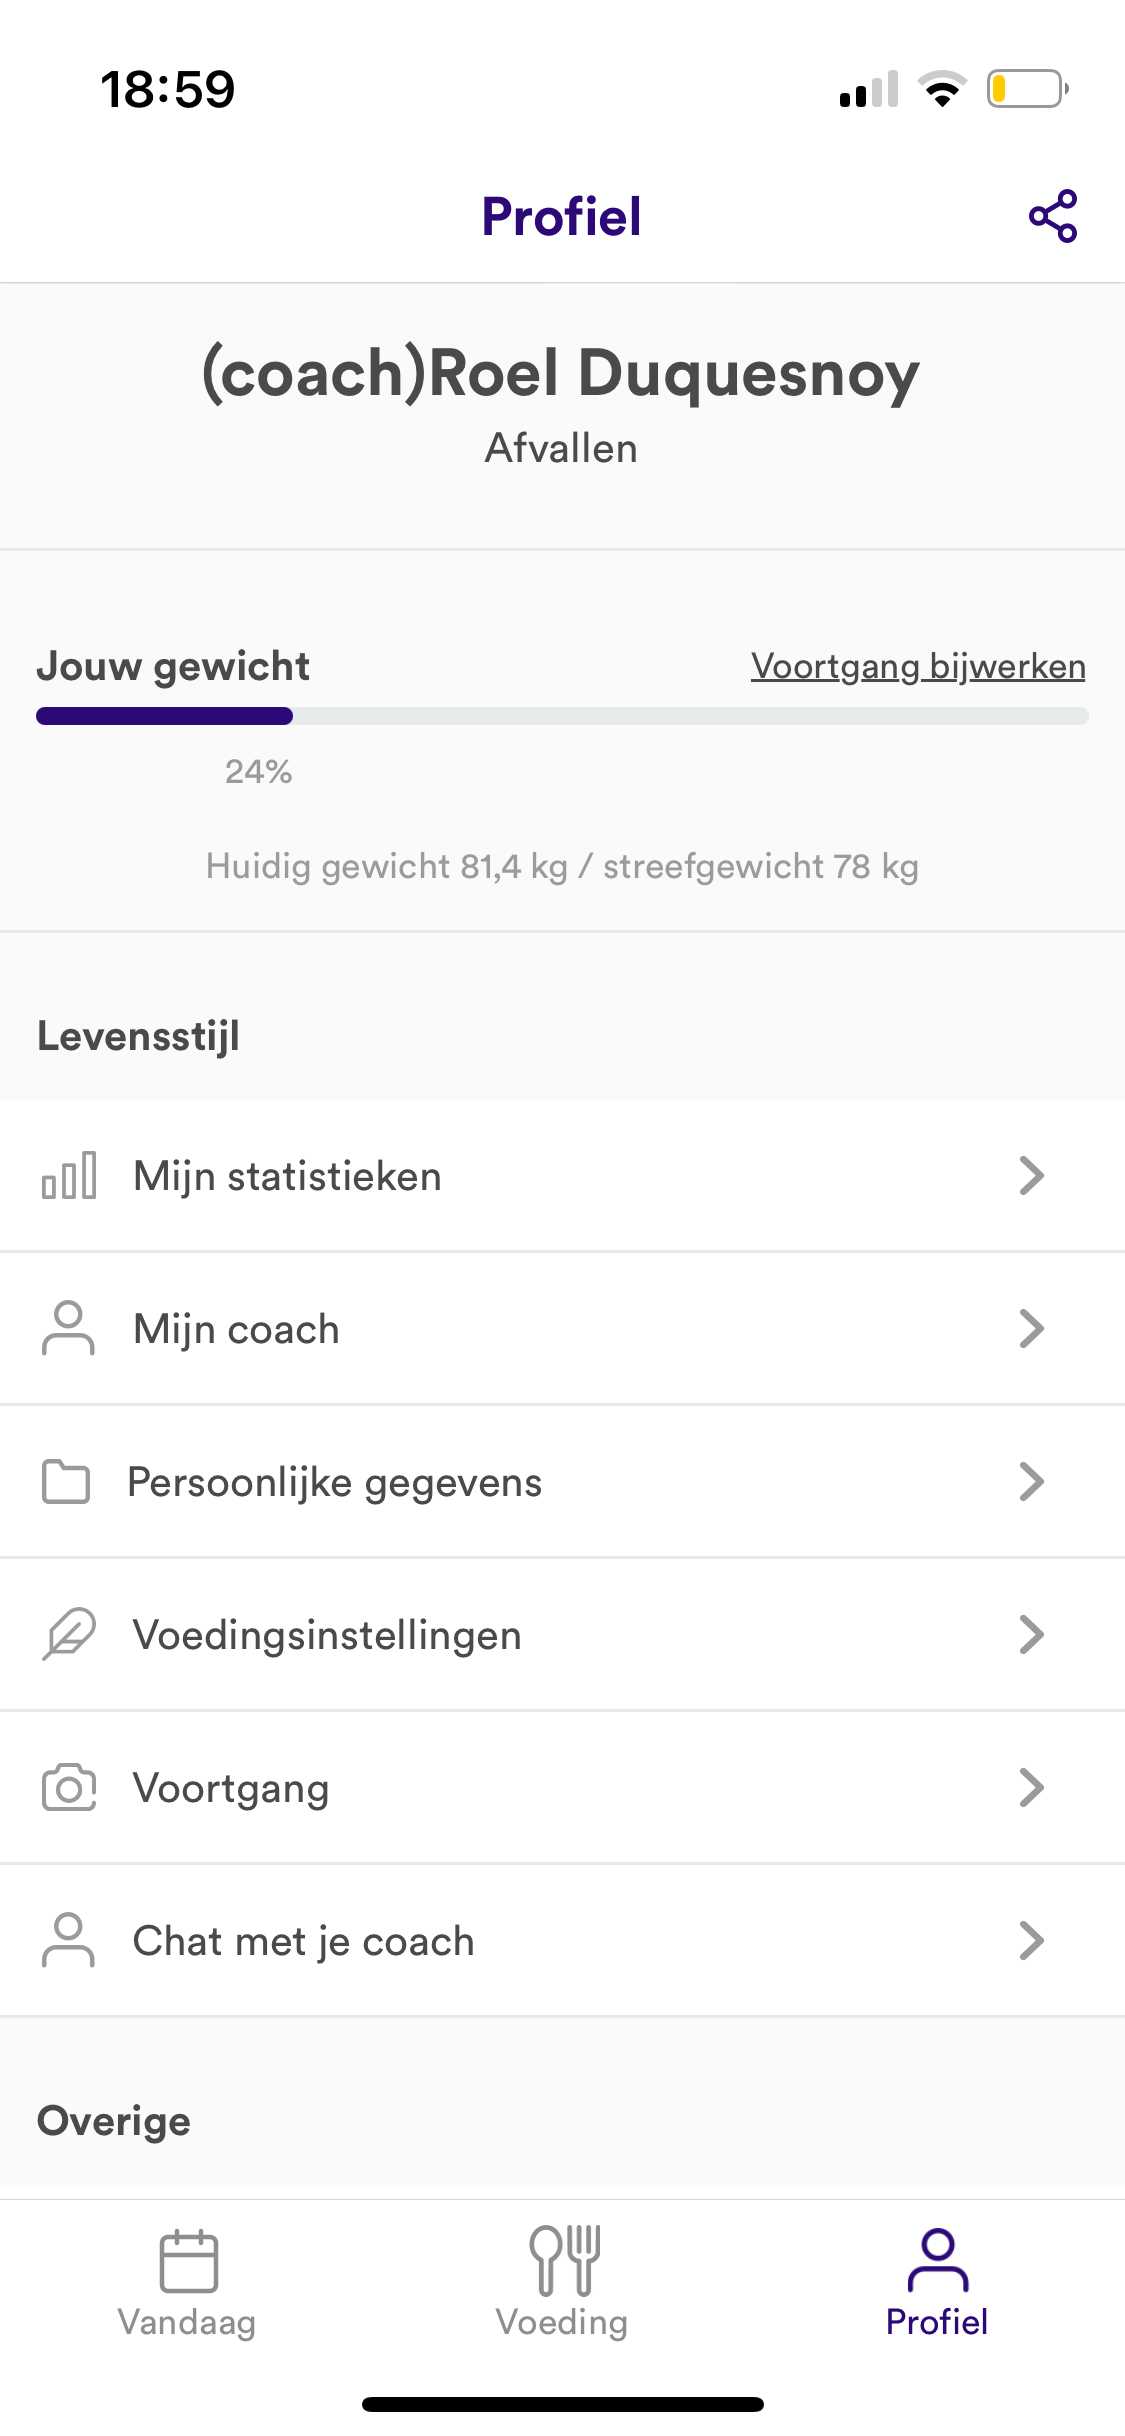 18:59
Profiel
(coach)Roel Duquesnoy
Afvallen
Jouw gewicht
Voortgang bijwerken
24%
Huidig gewicht 81,4 kg / streefgewicht 78 kg
Levensstijl
Mijn statistieken
Mijn coach
Persoonlijke gegevens
Voedingsinstellingen
Voortgang
Chat met je coach
Overige
Vandaag
Voeding
Profiel